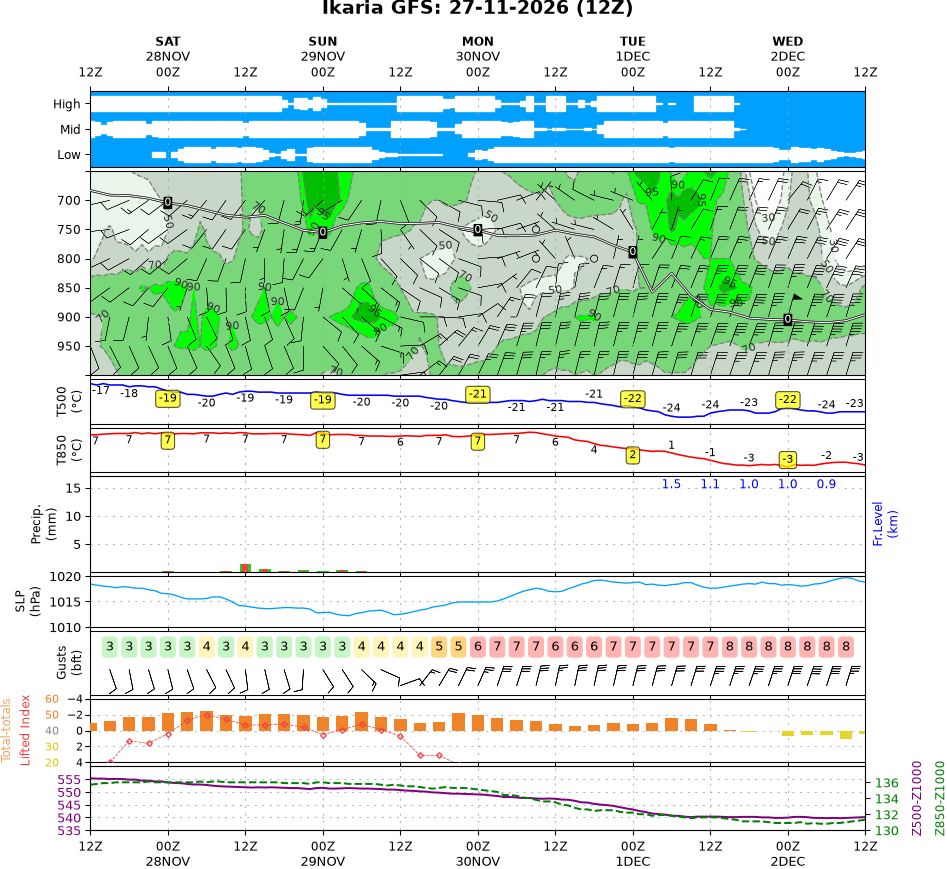 Ikaria GFS: 27-11-2026 (12Z)
SAT SUN MON TUE WED
28NOV 29NOV 30NOV 1DEC 2DEC
12Z 00Z 12Z 00Z 12Z 00Z 12Z 00Z 12Z 00Z 12Z
High
Mid
Low
700
750
800
850
900
950
0 0 0 0 0
T500
(°C)
-17 -18 -19 -20 -19 -19 -19 -20 -20 -20 -21 -21 -21 -21 -22 -24 -24 -23 -22 -24 -23
T850
(°C)
7 7 7 7 7 7 7 7 6 7 7 7 6 4 2 1 -1 -3 -3 -2 -3
Precip.
(mm)
15
10
5
1.5 1.1 1.0 1.0 0.9
Fr.Level
(km)
SLP
(hPa)
1020
1015
1010
Gusts
(bft)
3 3 3 3 3 4 3 4 3 3 3 3 3 4 4 4 4 5 5 6 7 7 7 7 6 6 6 7 7 7 7 7 8 8 8 8 8 8 8
Total-totals
Lifted Index
60 −4
50 −2
40 0
30 2
20 4
555
550
545
540
535
136
134
132
130
Z500-Z1000
Z850-Z1000
12Z 00Z 12Z 00Z 12Z 00Z 12Z 00Z 12Z 00Z 12Z
28NOV 29NOV 30NOV 1DEC 2DEC